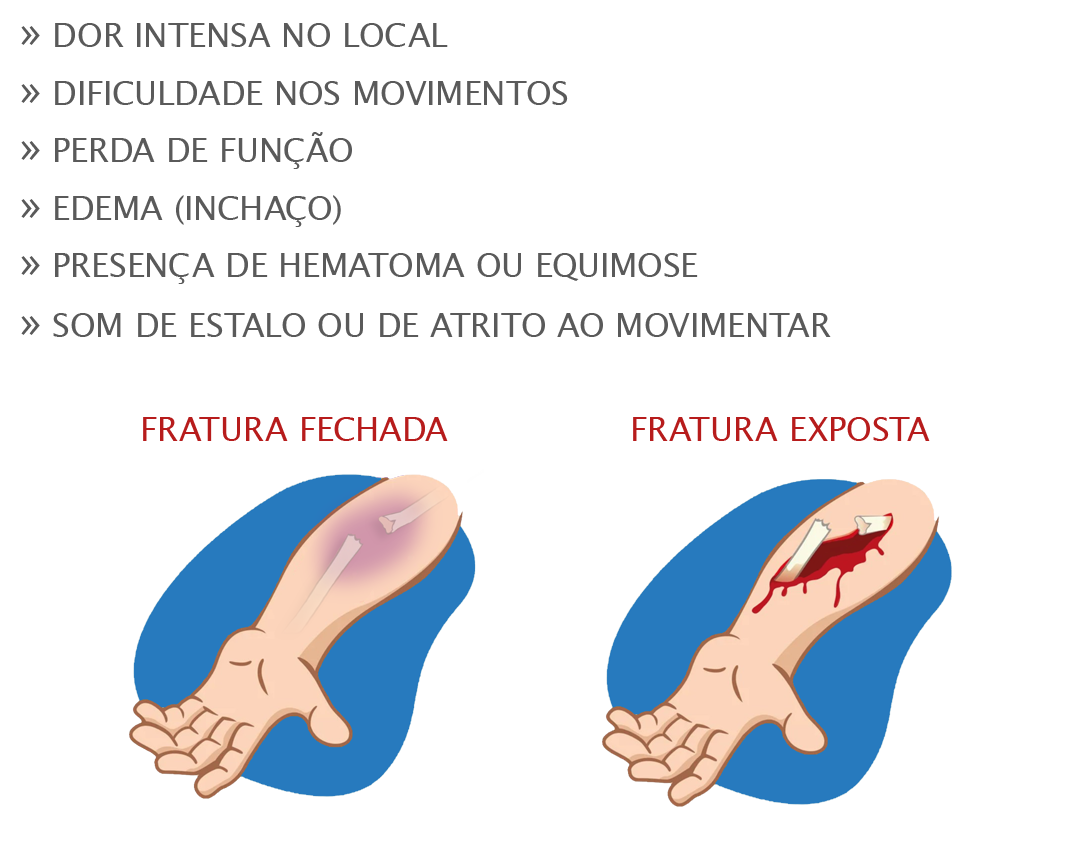 » DOR INTENSA NO LOCAL
» DIFICULDADE NOS MOVIMENTOS
» PERDA DE FUNÇÃO
» EDEMA (INCHAÇO)
» PRESENÇA DE HEMATOMA OU EQUIMOSE
» SOM DE ESTALO OU DE ATRITO AO MOVIMENTAR
FRATURA FECHADA
FRATURA EXPOSTA